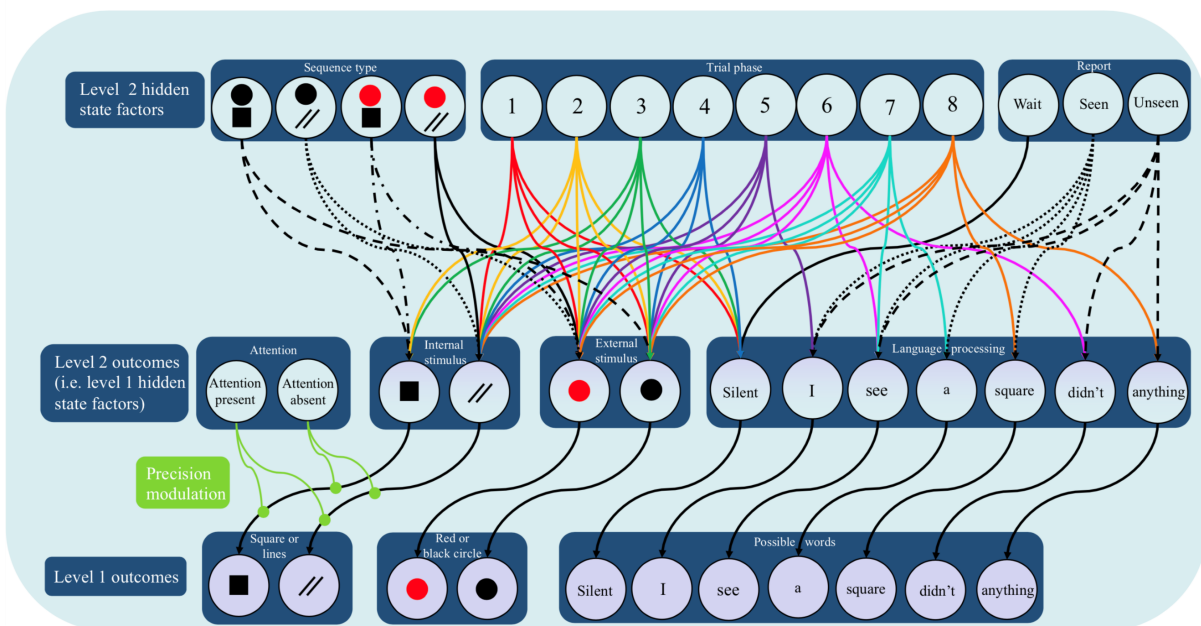 Level 2 hidden
state factors
Sequence type
Trial phase
1 2 3 4 5 6 7 8
Report
Wait Seen Unseen
Level 2 outcomes
(i.e. level 1 hidden
state factors)
Attention
Attention
present
Attention
absent
Internal
stimulus
External
stimulus
Language processing
Silent I see a square didn't anything
Precision
modulation
Level 1 outcomes
Square or
lines
Red or
black circle
Possible words
Silent I see a square didn't anything